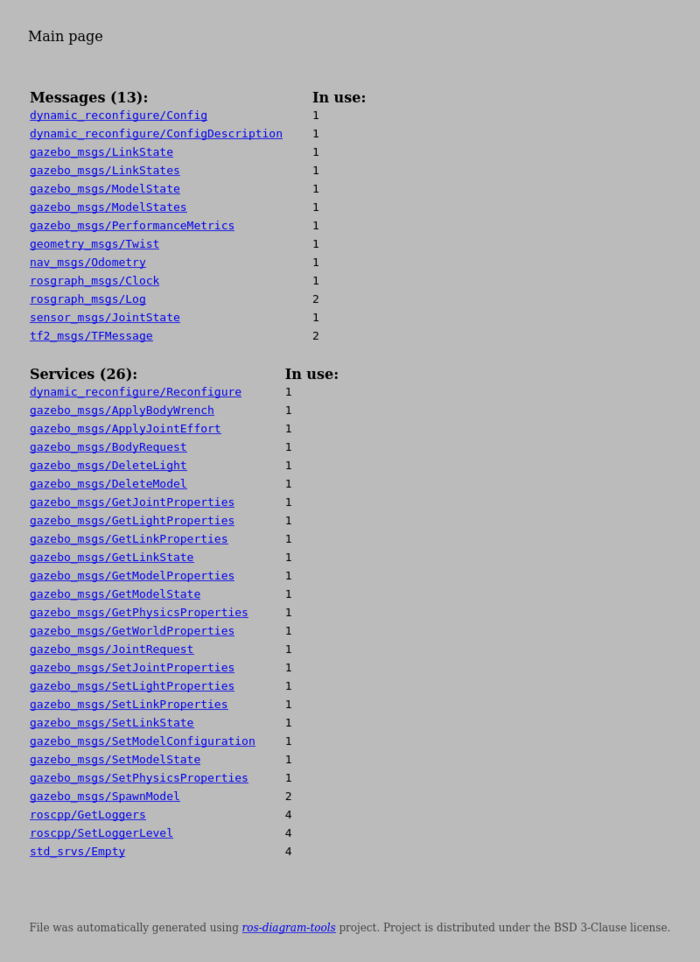 Main page
Messages (13): In use:
dynamic_reconfigure/Config 1
dynamic_reconfigure/ConfigDescription 1
gazebo_msgs/LinkState 1
gazebo_msgs/LinkStates 1
gazebo_msgs/ModelState 1
gazebo_msgs/ModelStates 1
gazebo_msgs/PerformanceMetrics 1
geometry_msgs/Twist 1
nav_msgs/Odometry 1
rosgraph_msgs/Clock 1
rosgraph_msgs/Log 2
sensor_msgs/JointState 1
tf2_msgs/TFMessage 2
Services (26): In use:
dynamic_reconfigure/Reconfigure 1
gazebo_msgs/ApplyBodyWrench 1
gazebo_msgs/ApplyJointEffort 1
gazebo_msgs/BodyRequest 1
gazebo_msgs/DeleteLight 1
gazebo_msgs/DeleteModel 1
gazebo_msgs/GetJointProperties 1
gazebo_msgs/GetLightProperties 1
gazebo_msgs/GetLinkProperties 1
gazebo_msgs/GetLinkState 1
gazebo_msgs/GetModelProperties 1
gazebo_msgs/GetModelState 1
gazebo_msgs/GetPhysicsProperties 1
gazebo_msgs/GetWorldProperties 1
gazebo_msgs/JointRequest 1
gazebo_msgs/SetJointProperties 1
gazebo_msgs/SetLightProperties 1
gazebo_msgs/SetLinkProperties 1
gazebo_msgs/SetLinkState 1
gazebo_msgs/SetModelConfiguration 1
gazebo_msgs/SetModelState 1
gazebo_msgs/SetPhysicsProperties 1
gazebo_msgs/SpawnModel 2
roscpp/GetLoggers 4
roscpp/SetLoggerLevel 4
std_srvs/Empty 4
File was automatically generated using ros-diagram-tools project. Project is distributed under the BSD 3-Clause license.